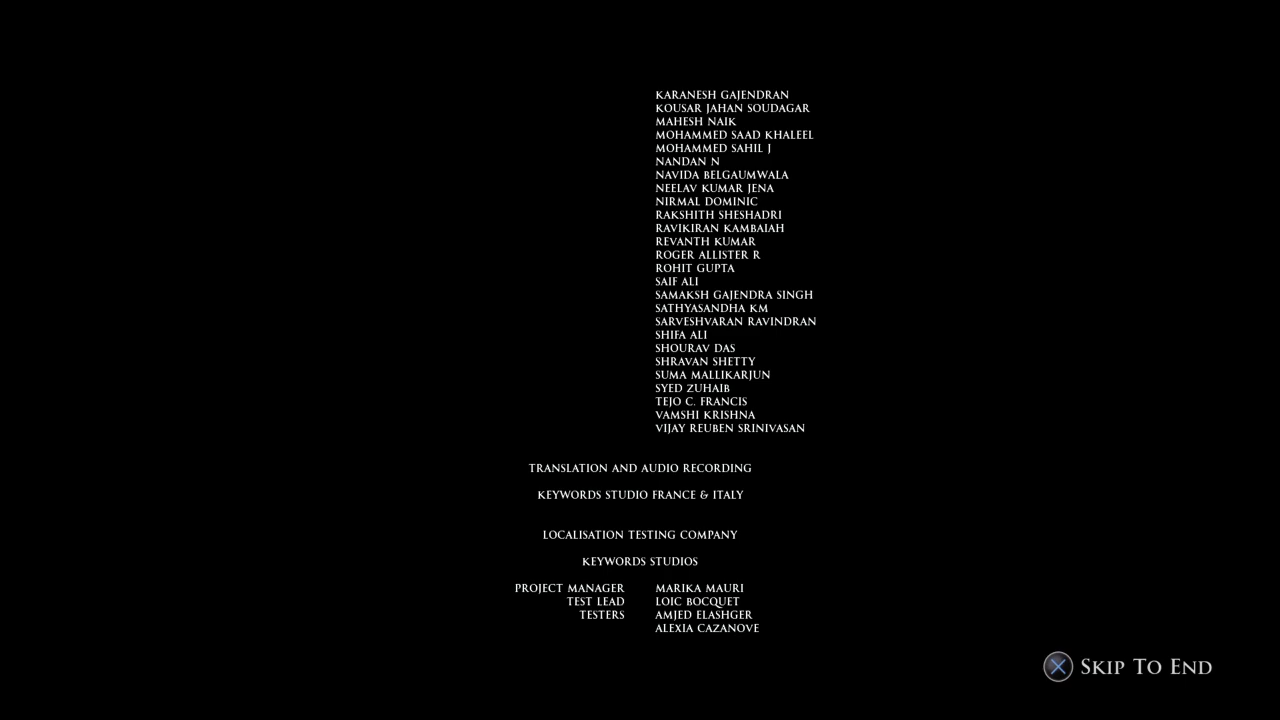 KARANESH GAJENDRAN
KOUSAR JAHAN SOUDAGAR
MAHESH NAIK
MOHAMMED SAAD KHALEEL
MOHAMMED SAHIL J
NANDAN N
NAVIDA BELGAUMWALA
NEELAV KUMAR JENA
NIRMAL DOMINIC
RAKSHITH SHESHADRI
RAVIKIRAN KAMBAIAH
REVANTH KUMAR
ROGER ALLISTER R
ROHIT GUPTA
SAIF ALI
SAMAKSH GAJENDRA SINGH
SATHYASANDHA KM
SARVESHVARAN RAVINDRAN
SHIFA ALI
SHOURAV DAS
SHRAVAN SHETTY
SUMA MALLIKARJUN
SYED ZUHAIB
TEJO C. FRANCIS
VAMSHI KRISHNA
VIJAY REUBEN SRINIVASAN
TRANSLATION AND AUDIO RECORDING
KEYWORDS STUDIO FRANCE & ITALY
LOCALISATION TESTING COMPANY
KEYWORDS STUDIOS
PROJECT MANAGER MARIKA MAURI
TEST LEAD LOIC BOCQUET
TESTERS AMJED ELASHGER
ALEXIA CAZANOVE
SKIP TO END